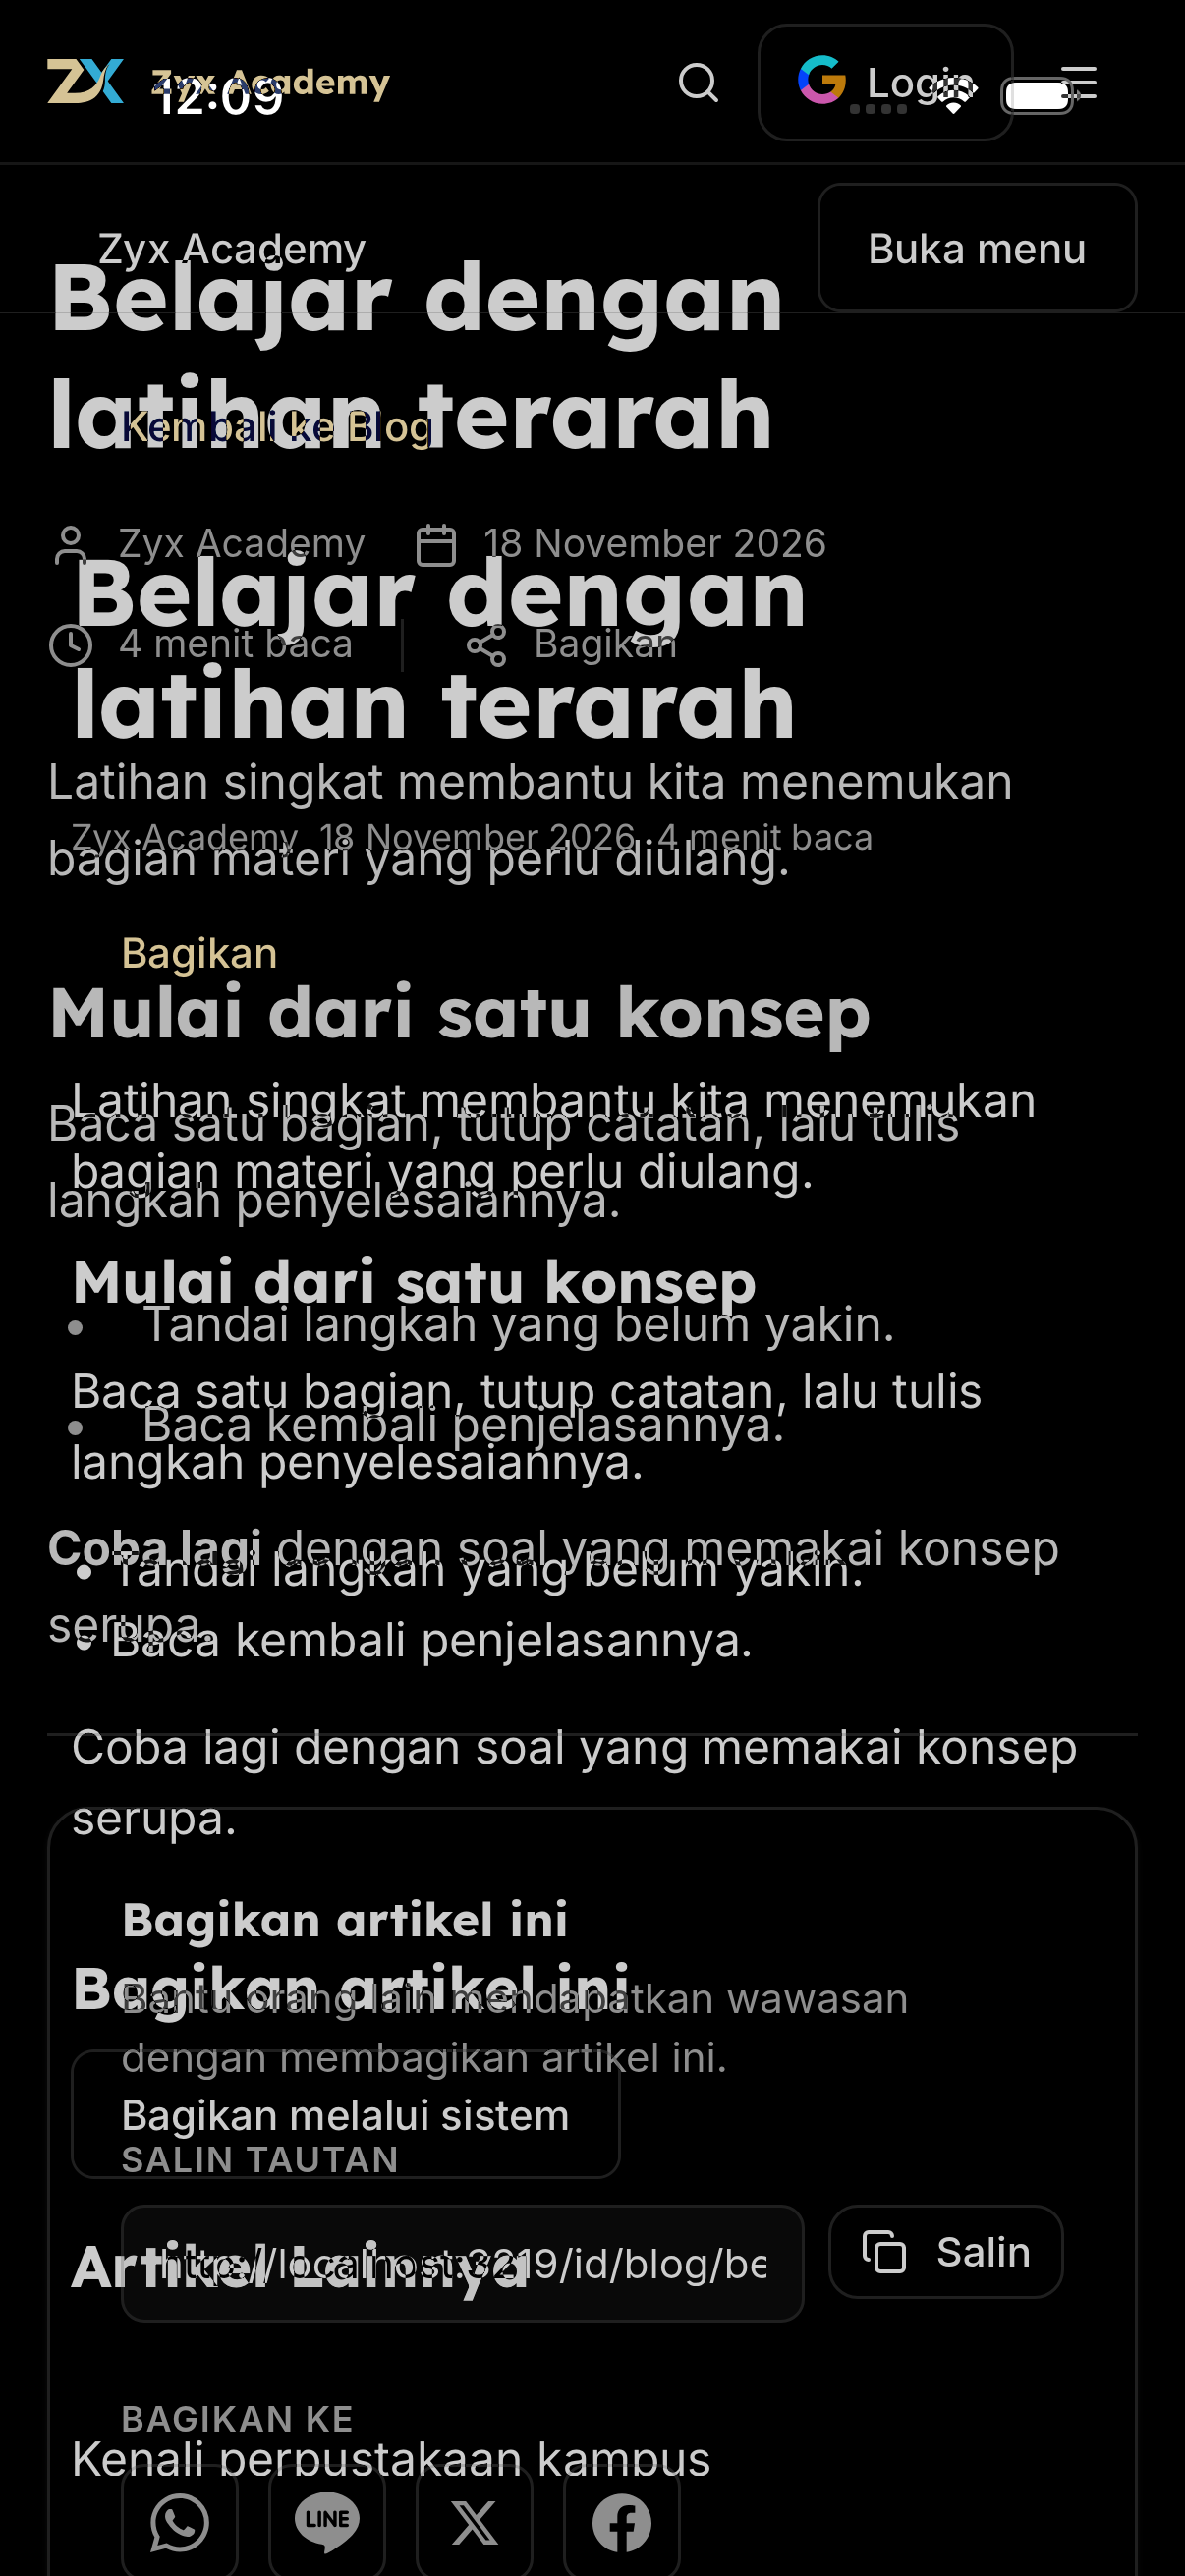 Zyx Academy
12:09
Login
Zyx Academy
Buka menu
Belajar dengan
latihan terarah
Kembali ke Blog
Zyx Academy
18 November 2026
Belajar dengan
4 menit baca
Bagikan
latihan terarah
Latihan singkat membantu kita menemukan
Zyx Academy 18 November 2026 4 menit baca
bagian materi yang perlu diulang.
Bagikan
Mulai dari satu konsep
Latihan singkat membantu kita menemukan
Baca satu bagian, tutup catatan, lalu tulis
bagian materi yang perlu diulang.
langkah penyelesaiannya.
Mulai dari satu konsep
• Tandai langkah yang belum yakin.
Baca satu bagian, tutup catatan, lalu tulis
• Baca kembali penjelasannya.
langkah penyelesaiannya.
Coba lagi dengan soal yang memakai konsep
• Tandai langkah yang belum yakin.
serupa.
• Baca kembali penjelasannya.
Coba lagi dengan soal yang memakai konsep
serupa.
Bagikan artikel ini
Bagikan artikel ini
Bantu orang lain mendapatkan wawasan
dengan membagikan artikel ini.
Bagikan melalui sistem
SALIN TAUTAN
Artikel Lainnya
http://localhost:3219/id/blog/be
Salin
BAGIKAN KE
Kenali perpustakaan kampus
LINE